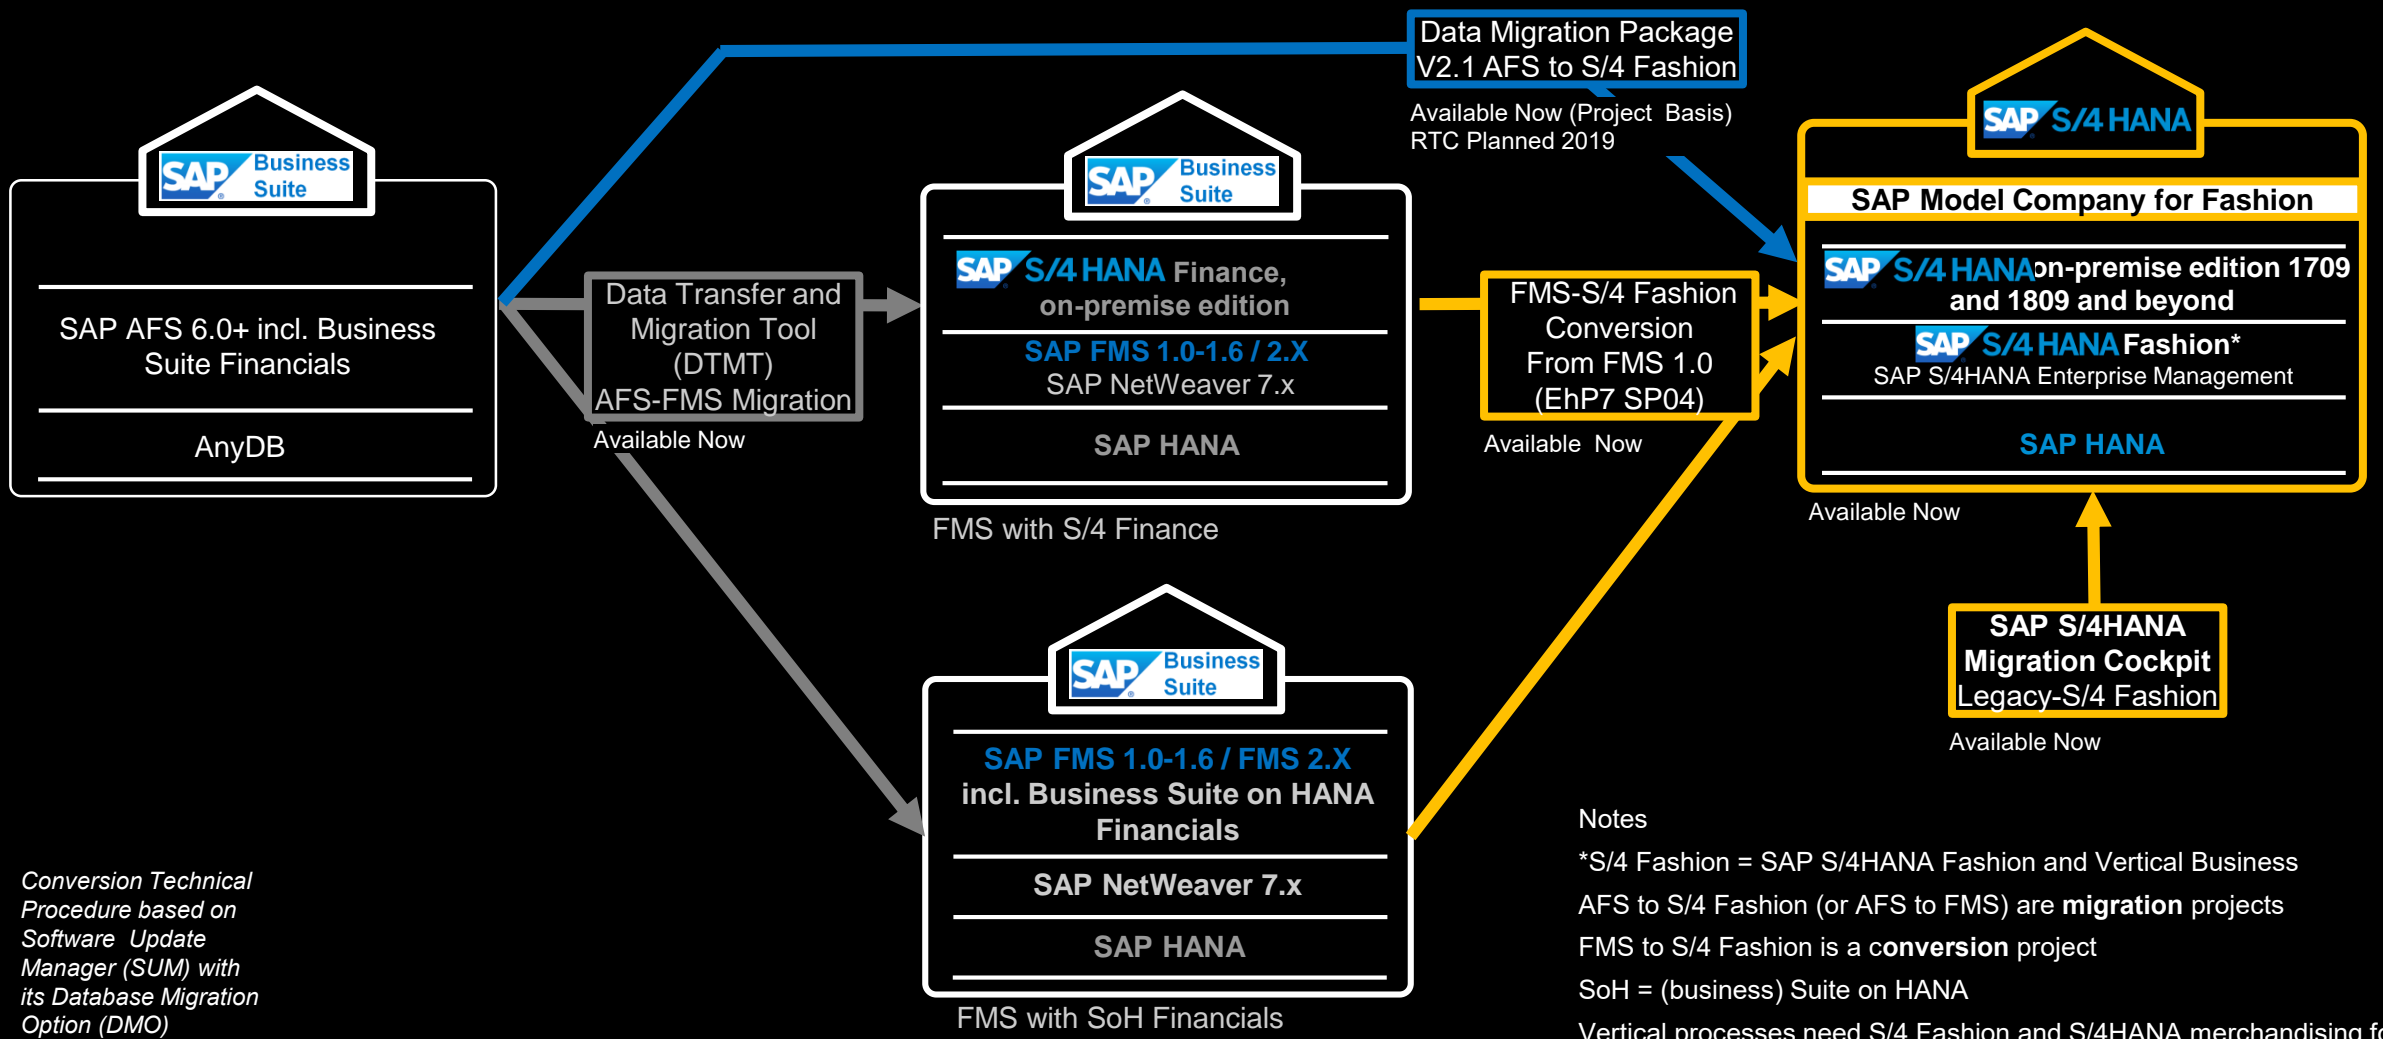 Data Migration Package
V2.1 AFS to S/4 Fashion
Available Now (Project Basis)
RTC Planned 2019
SAP Business
Suite
SAP AFS 6.0+ incl. Business
Suite Financials
AnyDB
Data Transfer and
Migration Tool
(DTMT)
AFS-FMS Migration
Available Now
SAP Business
Suite
SAP S/4 HANA Finance,
on-premise edition
SAP FMS 1.0-1.6 / 2.X
SAP NetWeaver 7.x
SAP HANA
FMS with S/4 Finance
FMS-S/4 Fashion
Conversion
From FMS 1.0
(EhP7 SP04)
Available Now
SAP S/4 HANA
SAP Model Company for Fashion
SAP S/4 HANA on-premise edition 1709
and 1809 and beyond
SAP S/4 HANA Fashion*
SAP S/4HANA Enterprise Management
SAP HANA
Available Now
SAP S/4HANA
Migration Cockpit
Legacy-S/4 Fashion
Available Now
SAP Business
Suite
SAP FMS 1.0-1.6 / FMS 2.X
incl. Business Suite on HANA
Financials
SAP NetWeaver 7.x
SAP HANA
FMS with SoH Financials
Conversion Technical
Procedure based on
Software Update
Manager (SUM) with
its Database Migration
Option (DMO)
Notes
*S/4 Fashion = SAP S/4HANA Fashion and Vertical Business
AFS to S/4 Fashion (or AFS to FMS) are migration projects
FMS to S/4 Fashion is a conversion project
SoH = (business) Suite on HANA
Vertical processes need S/4 Fashion and S/4HANA merchandising